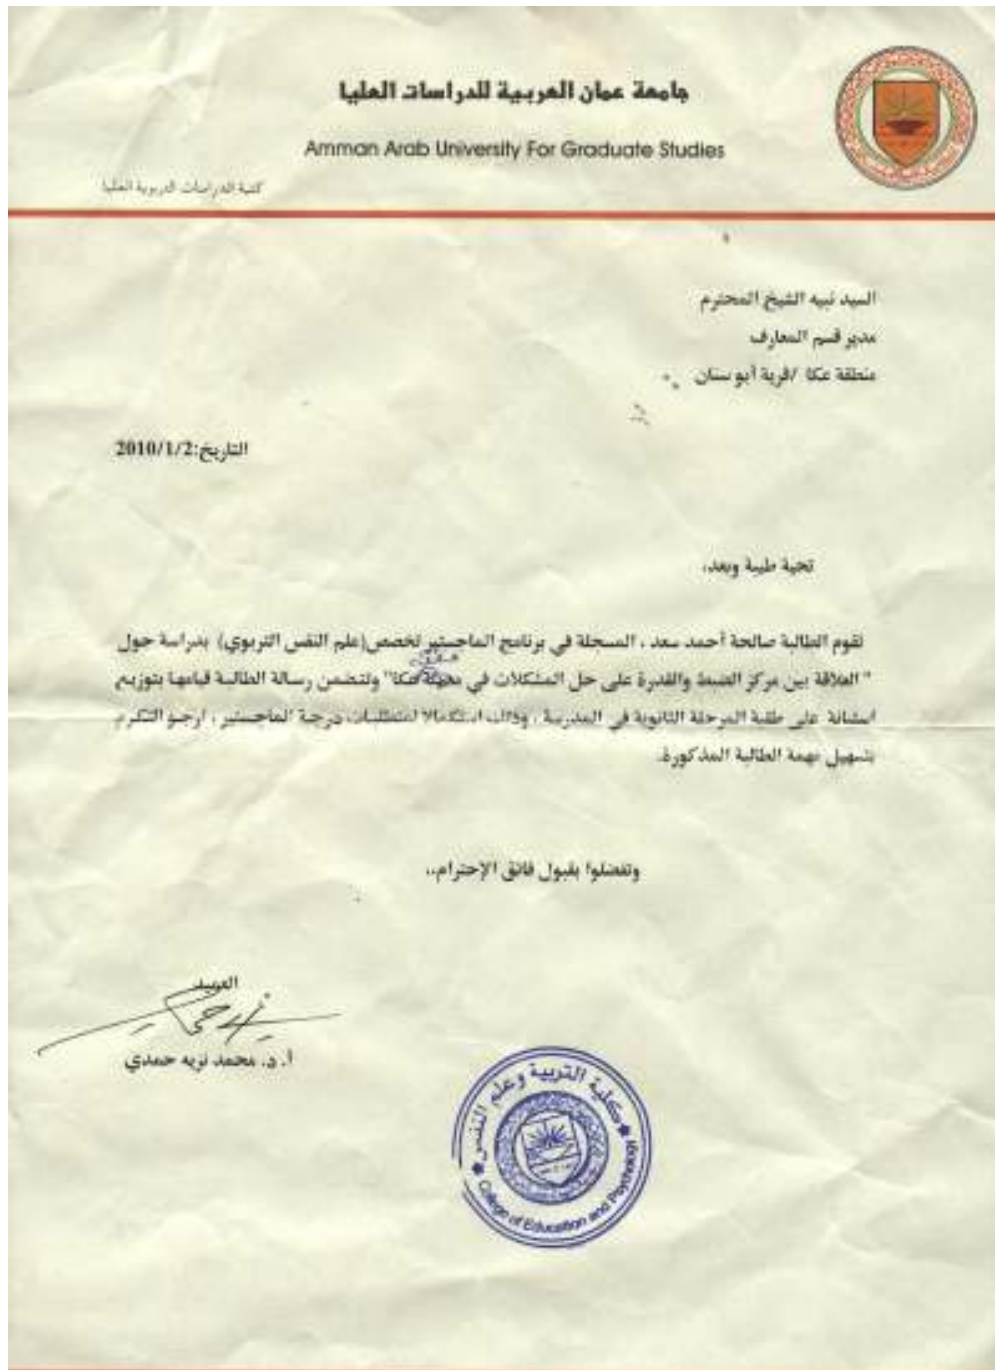 جامعة عمان العربية للدراسات العليا
Amman Arab University For Graduate Studies
كلية الدراسات التربوية العليا
السيد نبيه الشيخ المحترم
مدير قسم المعارف
منطقة عكا /قرية أبو سنان
التاريخ:2010/1/2
تحية طيبة وبعد،
تقوم الطالبة صالحة أحمد سعد ، المسجلة في برنامج الماجستير تخصص(علم النفس التربوي) بدراسة حول
" العلاقة بين مركز الضبط والقدرة على حل المشكلات في عكا" وتتضمن رسالة الطالبة قيامها بتوزيع
استبانة على طلبة المرحلة الثانوية في المدرسة ، وذلك استكمالا لمتطلبات درجة الماجستير ، ارجو التكرم
بتسهيل مهمة الطالبة المذكورة.
وتفضلوا بقبول فائق الإحترام،،
العميد
أ. د. محمد نزيه حمدي
كلية التربية وعلم النفس
College of Education and Psychology